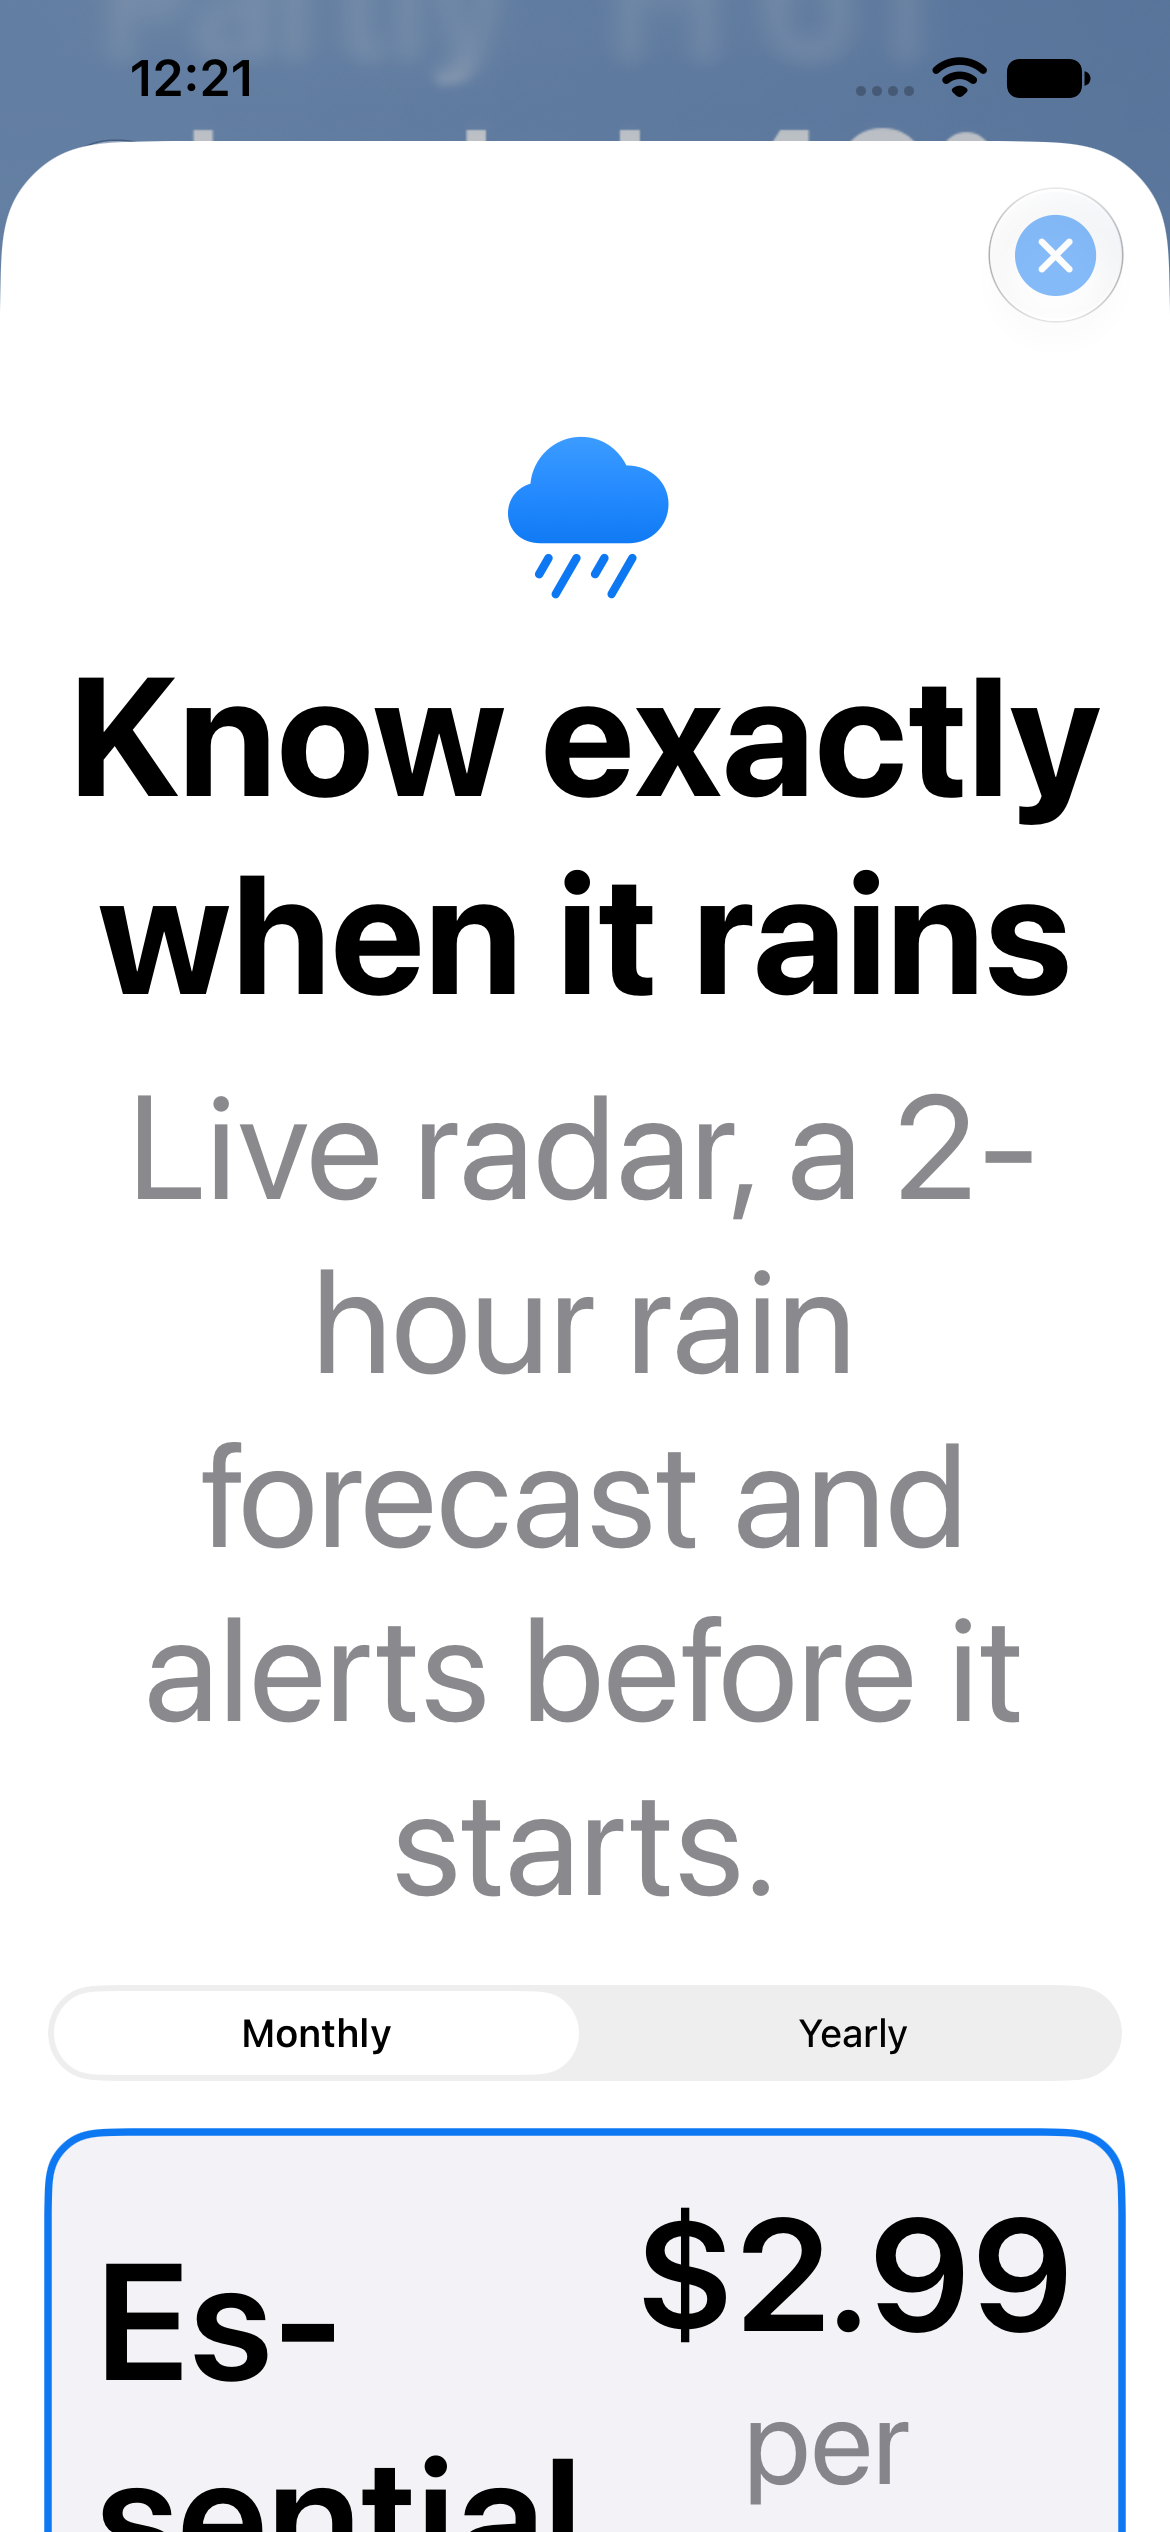 12:21
Know exactly
when it rains
Live radar, a 2-
hour rain
forecast and
alerts before it
starts.
Monthly
Yearly
Es-
sential
$2.99
per